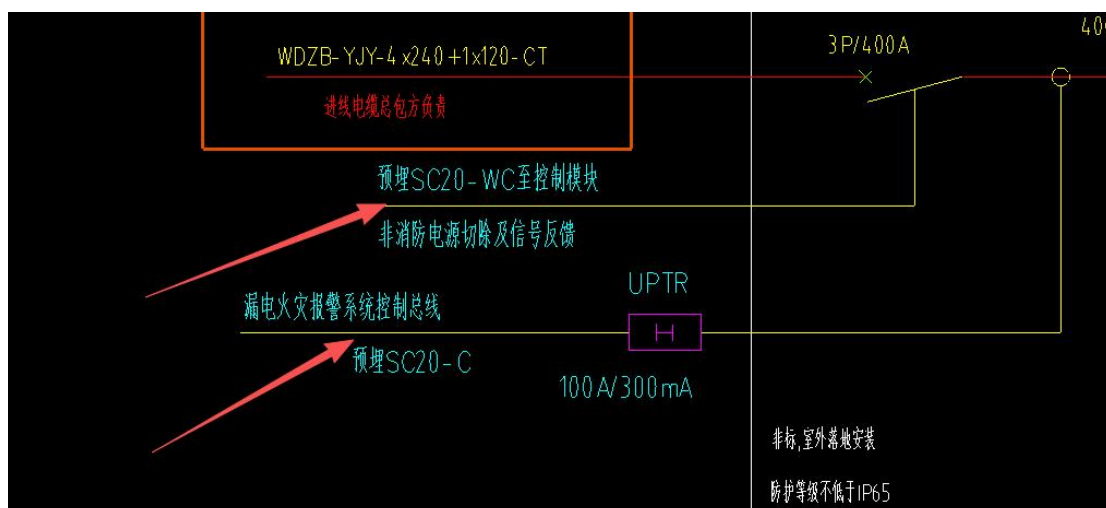 WDZB-YJY-4x240+1x120-CT
3P/400A
40
进线电缆总包方负责
预埋SC20-WC至控制模块
非消防电源切除及信号反馈
UPTR
漏电火灾报警系统控制总线
H
预埋SC20-C
100A/300mA
非标,室外落地安装
防护等级不低于IP65